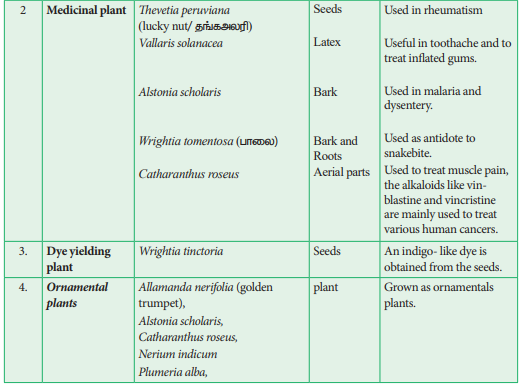 2 Medicinal plant Thevetia peruviana Seeds Used in rheumatism
(lucky nut/ தங்கஅலரி)
Vallaris solanacea Latex Useful in toothache and to
treat inflated gums.
Alstonia scholaris Bark Used in malaria and
dysentery.
Wrightia tomentosa (பாலை) Bark and Used as antidote to
Roots snakebite.
Catharanthus roseus Aerial parts Used to treat muscle pain,
the alkaloids like vin-
blastine and vincristine
are mainly used to treat
various human cancers.
3. Dye yielding Wrightia tinctoria Seeds An indigo- like dye is
plant obtained from the seeds.
4. Ornamental Allamanda nerifolia (golden plant Grown as ornamentals
plants trumpet), plants.
Alstonia scholaris,
Catharanthus roseus,
Nerium indicum
Plumeria alba,